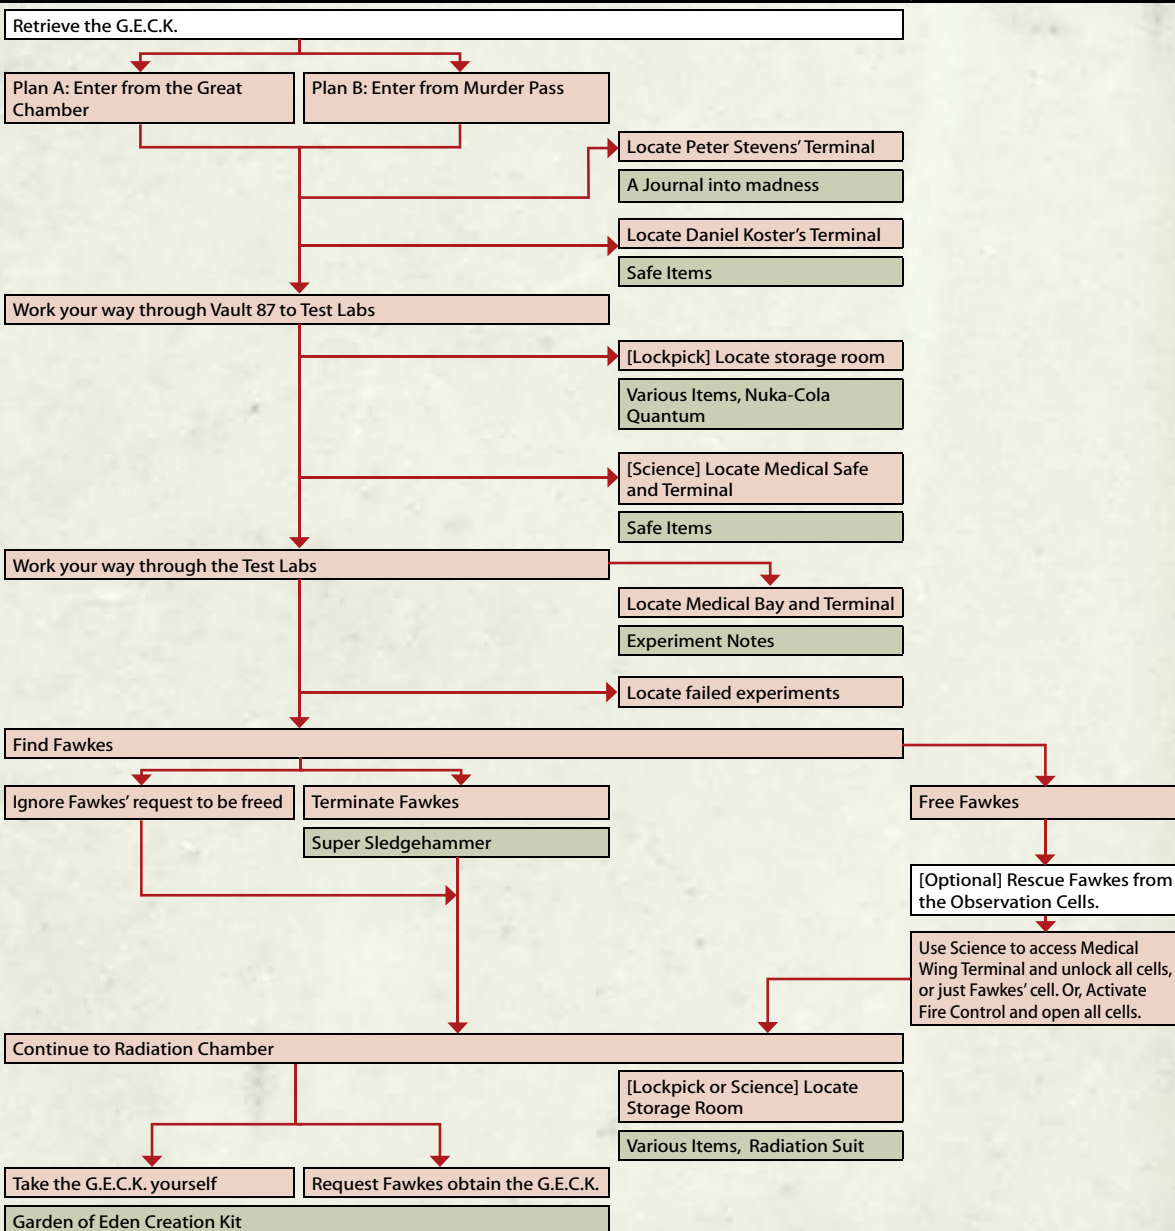 Retrieve the G.E.C.K.
Plan A: Enter from the Great
Chamber
Plan B: Enter from Murder Pass
Locate Peter Stevens’ Terminal
A Journal into madness
Locate Daniel Koster’s Terminal
Safe Items
Work your way through Vault 87 to Test Labs
[Lockpick] Locate storage room
Various Items, Nuka-Cola
Quantum
[Science] Locate Medical Safe
and Terminal
Safe Items
Work your way through the Test Labs
Locate Medical Bay and Terminal
Experiment Notes
Locate failed experiments
Find Fawkes
Ignore Fawkes’ request to be freed
Terminate Fawkes
Super Sledgehammer
Free Fawkes
[Optional] Rescue Fawkes from
the Observation Cells.
Use Science to access Medical
Wing Terminal and unlock all cells,
or just Fawkes’ cell. Or, Activate
Fire Control and open all cells.
Continue to Radiation Chamber
[Lockpick or Science] Locate
Storage Room
Various Items, Radiation Suit
Take the G.E.C.K. yourself
Request Fawkes obtain the G.E.C.K.
Garden of Eden Creation Kit